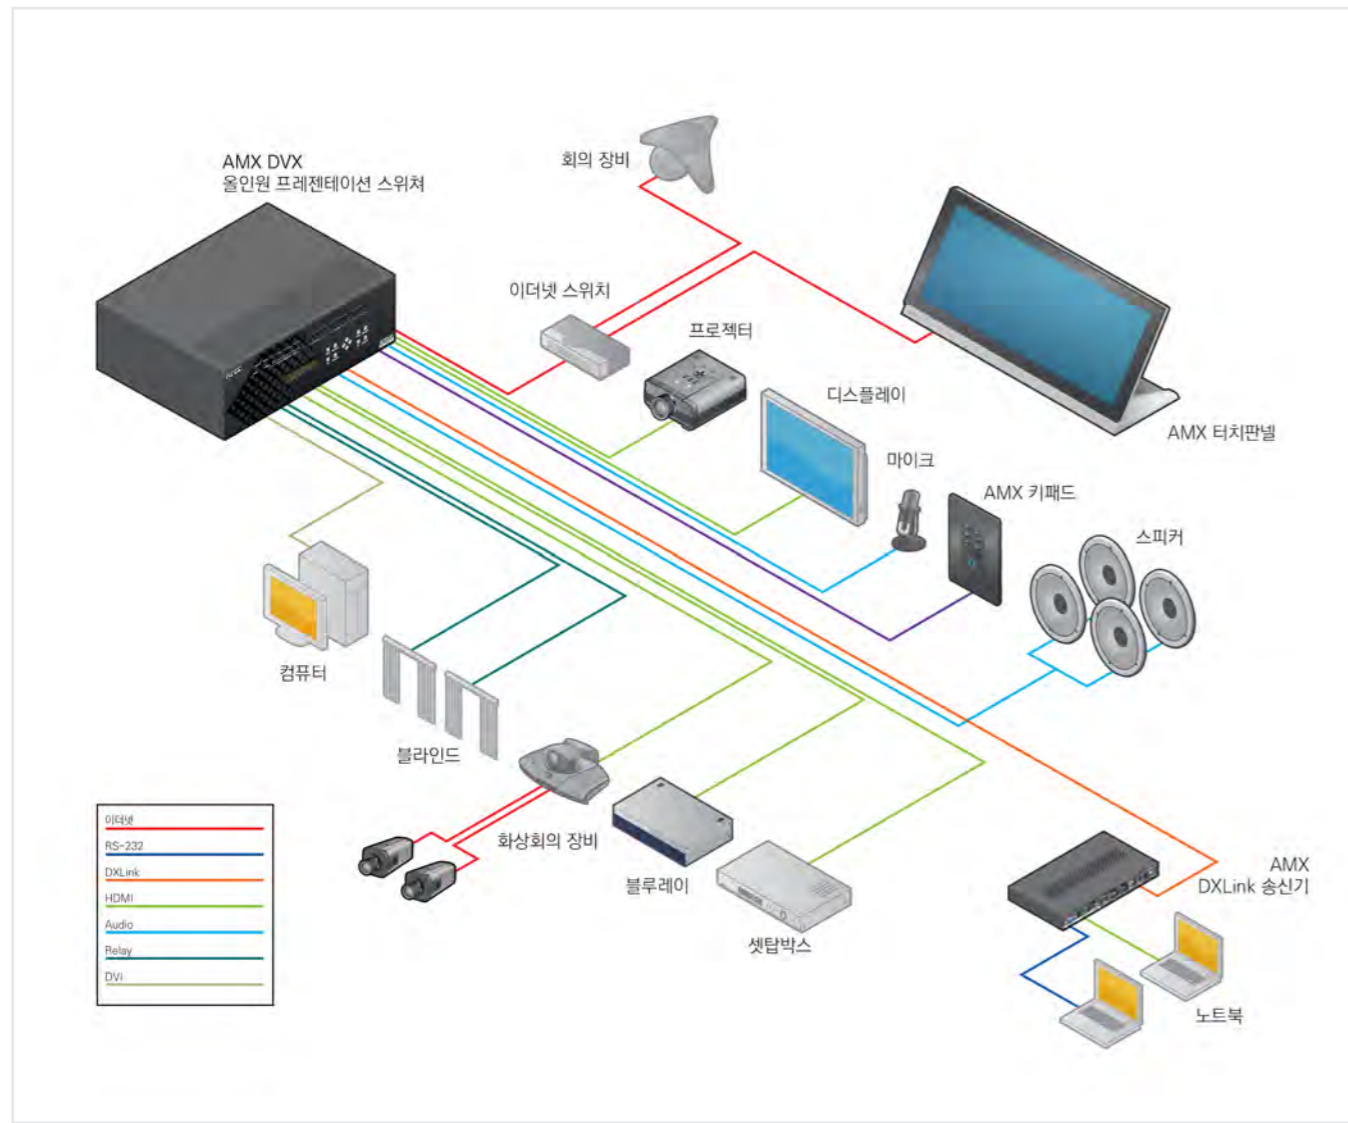 AMX DVX
올인원 프레젠테이션 스위쳐
회의 장비
이더넷 스위치
프로젝터
디스플레이
마이크
AMX 키패드
스피커
AMX 터치판넬
컴퓨터
블라인드
화상회의 장비
블루레이
셋탑박스
AMX
DXLink 송신기
노트북
이더넷
RS-232
DXLink
HDMI
Audio
Relay
DVI